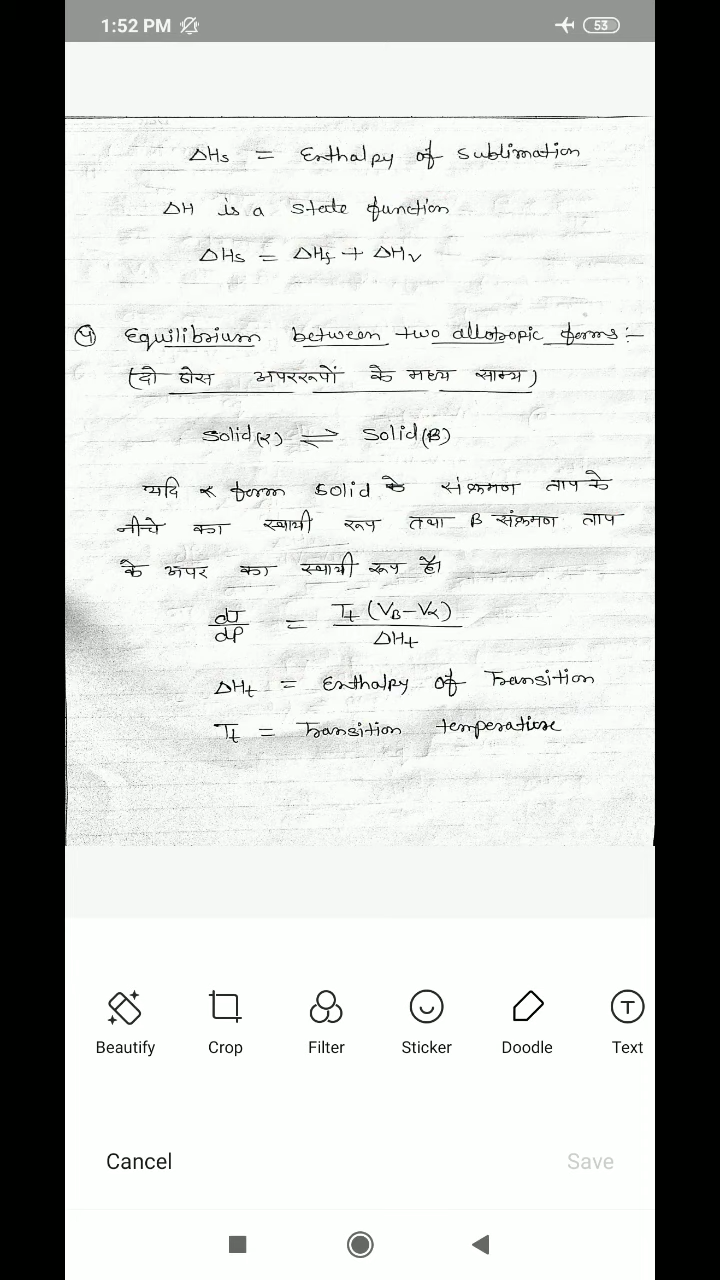 1:52 PM
53
ΔHs = Enthalpy of sublimation
ΔH is a state function
ΔHs = ΔHf + ΔHv
④ Equilibrium between two allotropic forms:-
(दो ठोस अपररूपों के मध्य साम्य)
Solid(α) ⇌ Solid(β)
यदि α form solid के संक्रमण ताप के
नीचे का स्थायी रूप तथा β संक्रमण ताप
के ऊपर का स्थायी रूप है।
dT/dP = Tt (Vβ-Vα)/ΔHt
ΔHt = Enthalpy of Transition
Tt = Transition temperature
Beautify Crop Filter Sticker Doodle Text
Cancel Save